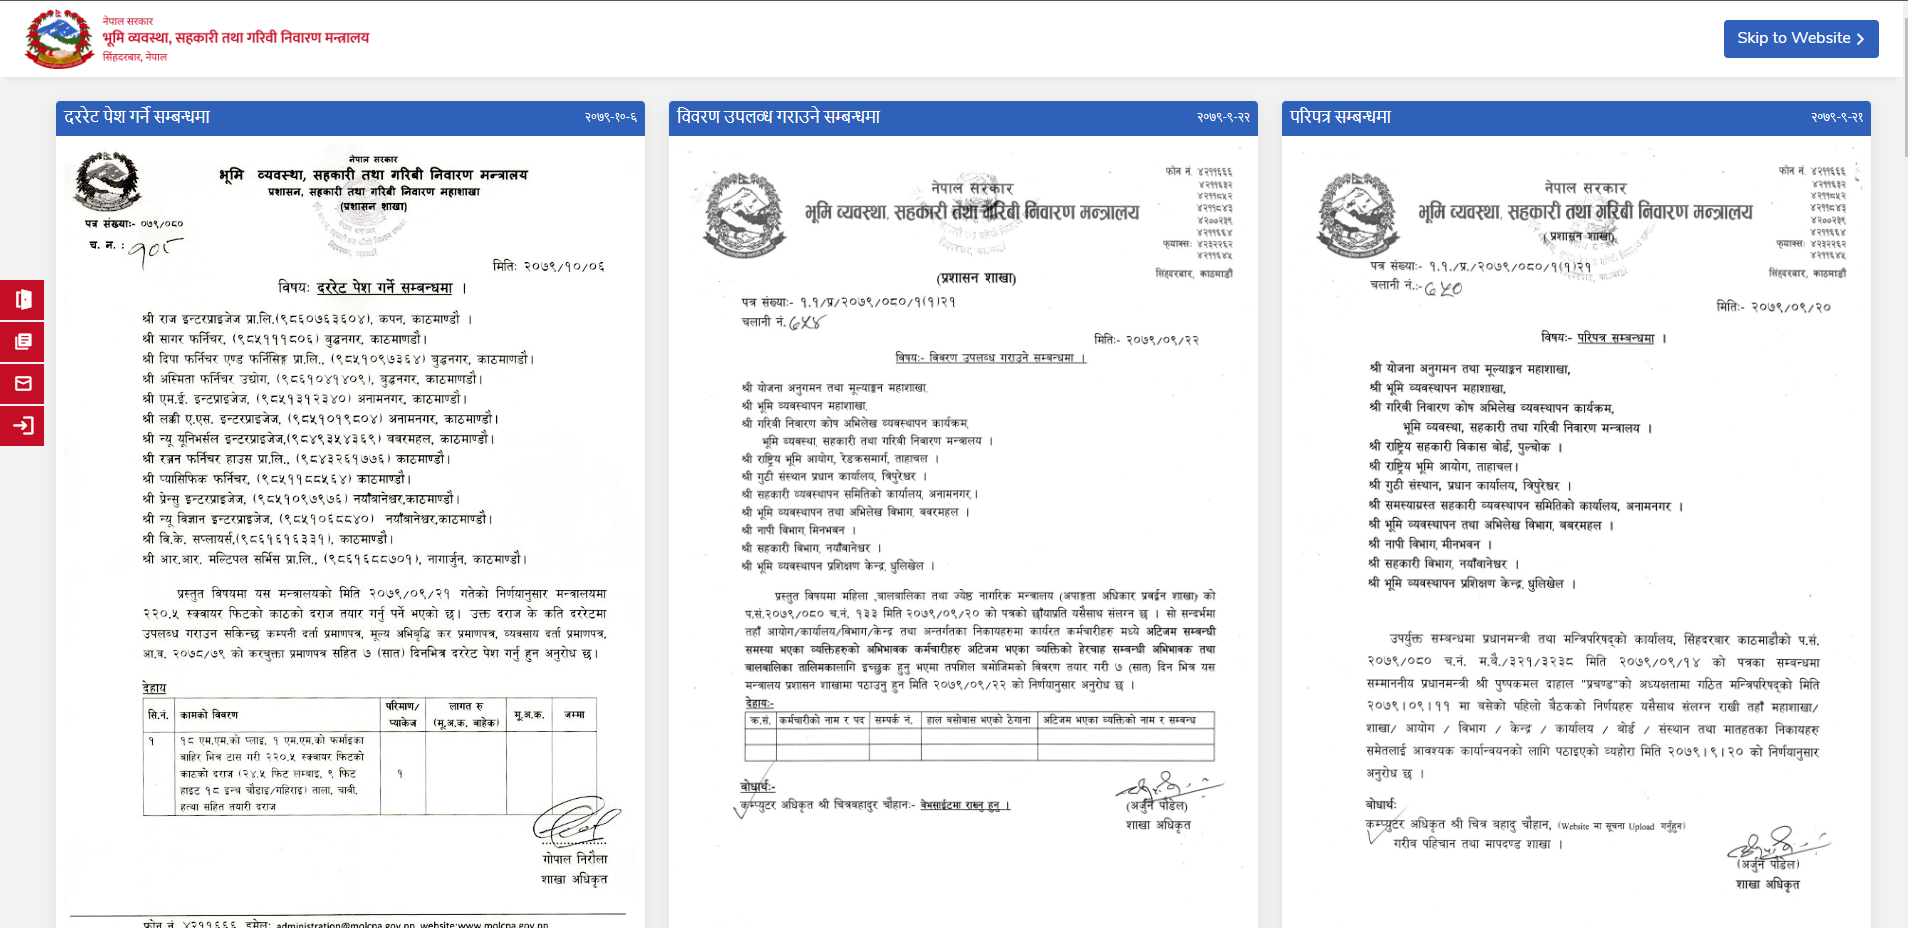 नेपाल सरकार
भूमि व्यवस्था, सहकारी तथा गरिवी निवारण मन्त्रालय
सिंहदरबार, नेपाल
Skip to Website
दररेट पेश गर्ने सम्बन्धमा
२०७९-१०-६
नेपाल सरकार
भूमि व्यवस्था, सहकारी तथा गरिबी निवारण मन्त्रालय
प्रशासन, सहकारी तथा गरिबी निवारण महाशाखा
(प्रशासन शाखा)
पत्र संख्याः- ०७९/०८०
च. न. : १०८
मितिः २०७९/१०/०६
विषयः दररेट पेश गर्ने सम्बन्धमा ।
श्री राज इन्टरप्राइजेज प्रा.लि.(९८६०७६३६०४), कपन, काठमाण्डौ ।
श्री सागर फर्निचर, (९८५१११८०६) बुद्धनगर, काठमाण्डौ।
श्री दिपा फर्निचर एण्ड फर्निसिङ्ग प्रा.लि., (९८५१०९७३६४) बुद्धनगर, काठमाण्डौ।
श्री अस्मिता फर्निचर उद्योग, (९८६१०४१४०९), बुद्धनगर, काठमाणडौ।
श्री एम.ई. इन्टप्राइजेज, (९८५१३१२३४०) अनामनगर, काठमाण्डौ।
श्री लक्की ए.एस. इन्टरप्राइजेज, (९८५१०१९८०४) अनामनगर, काठमाण्डौ।
श्री न्यू यूनिभर्सल इन्टरप्राइजेज,(९८४९३५४३६९) बबरमहल, काठमाण्डौ।
श्री रञ्जन फर्निचर हाउस प्रा.लि., (९८४३२६१७७६) काठमाण्डौ।
श्री प्यासिफिक फर्निचर, (९८५११८८५६४) काठमाण्डौ।
श्री प्रेन्सु इन्टरप्राइजेज, (९८५१०९७९७६) नयाँबानेश्वर,काठमाण्डौ।
श्री न्यू विज्ञान इन्टरप्राइजेज, (९८५१०६८८४०) नयाँबानेश्वर,काठमाण्डौ।
श्री बि.के. सप्लायर्स,(९८६१६१६३३१), काठमाण्डौ।
श्री आर.आर. मल्टिपल सर्भिस प्रा.लि., (९८६१६८८७०१), नागार्जुन, काठमाण्डौ।
प्रस्तुत विषयमा यस मन्त्रालयको मिति २०७९/०९/२१ गतेको निर्णयानुसार मन्त्रालयमा
२२०.५ स्क्वायर फिटको काठको दराज तयार गर्नु पर्ने भएको छ। उक्त दराज के कति दररेटमा
उपलब्ध गराउन सकिन्छ कम्पनी दर्ता प्रमाणपत्र, मूल्य अभिबृद्धि कर प्रमाणपत्र, व्यवसाय दर्ता प्रमाणपत्र,
आ.व. २०७८/७९ को करचुक्ता प्रमाणपत्र सहित ७ (सात) दिनभित्र दररेट पेश गर्नु हुन अनुरोध छ।
देहाय
सि.नं. कामको विवरण परिमाण/ प्याकेज लागत रु (मू.अ.क. बाहेक) मू.अ.क. जम्मा
१ १८ एम.एम.को प्लाइ, १ एम.एम.को फर्माइका
बाहिर भित्र टास गरी २२०.५ स्क्वायर फिटको
काठको दराज (२४.५ फिट लम्बाइ, ९ फिट १
हाइट १८ इन्च चौडाइ/गहिराइ) ताला, चाबी,
हत्था सहित तयारी दराज
गोपाल निरौला
शाखा अधिकृत
फोन नं. ४२११६६६ इमेलः administration@molcpa.gov.np, website:www.molcpa.gov.np
विवरण उपलव्ध गराउने सम्बन्धमा
२०७९-९-२२
नेपाल सरकार
भूमि व्यवस्था, सहकारी तथा गरिबी निवारण मन्त्रालय
फोन नं. ४२११६६६
४२११६३२
४२११८५२
४२११८४३
४२००२३९
४२११६६४
फ्याक्सः ४२३२२६२
४२११६४५
सिंहदरबार, काठमाडौं
(प्रशासन शाखा)
पत्र संख्याः- १.१/प्र/२०७९/०८०/१(१)२१
चलानी नं. ६४४
मितिः- २०७९/०९/२२
विषयः- विवरण उपलव्ध गराउने सम्बन्धमा ।
श्री योजना अनुगमन तथा मूल्याङ्कन महाशाखा,
श्री भूमि व्यवस्थापन महाशाखा,
श्री गरिवी निवारण कोष अभिलेख व्यवस्थापन कार्यक्रम,
भूमि व्यवस्था, सहकारी तथा गरिवी निवारण मन्त्रालय ।
श्री राष्ट्रिय भूमि आयोग, रेडक्रसमार्ग, ताहाचल ।
श्री गुठी संस्थान प्रधान कार्यालय, त्रिपुरेश्वर ।
श्री सहकारी व्यवस्थापन समितिको कार्यालय, अनामनगर।
श्री भूमि व्यवस्थापन तथा अभिलेख विभाग, बबरमहल ।
श्री नापी विभाग, मिनभवन ।
श्री सहकारी विभाग, नयाँवानेश्वर ।
श्री भूमि व्यवस्थापन प्रशिक्षण केन्द्र, धुलिखेल ।
प्रस्तुत विषयमा महिला ,बालबालिका तथा ज्येष्ठ नागरिक मन्त्रालय (अपाङ्गता अधिकार प्रवर्द्वन शाखा) को
प.सं.२०७९/०८० च.नं. १३३ मिति २०७९/०९/२० को पत्रको छाँयाप्रति यसैसाथ संलग्न छ । सो सन्दर्भमा
तहाँ आयोग/कार्यालय/विभाग/केन्द्र तथा अन्तर्गतका निकायहरुमा कार्यरत कर्मचारीहरु मध्ये अटिजम सम्बन्धी
समस्या भएका व्यक्तिहरुको अभिभावक कर्मचारीहरु अटिजम भएका व्यक्तिको हेरचाह सम्बन्धी अभिभावक तथा
बालबालिका तालिमकालागि इच्छुक हुनु भएमा तपशिल बमोजिमको विवरण तयार गरी ७ (सात) दिन भित्र यस
मन्त्रालय प्रशासन शाखामा पठाउनु हुन मिति २०७९/०९/२२ को निर्णयानुसार अनुरोध छ ।
देहायः-
क्र.सं. कर्मचारीको नाम र पद सम्पर्क नं. हाल बसोवास भएको ठेगाना अटिजम भएका व्यक्तिको नाम र सम्बन्ध
बोधार्थः-
कम्प्युटर अधिकृत श्री चित्रबहादुर चौहानः- वेभसाईटमा राख्नु हुनु ।
(अर्जुन पौडेल)
शाखा अधिकृत
परिपत्र सम्बन्धमा
२०७९-९-२१
नेपाल सरकार
भूमि व्यवस्था, सहकारी तथा गरिबी निवारण मन्त्रालय
(प्रशासन शाखा)
फोन नं. ४२११६६६
४२११६३२
४२११८५२
४२११८४३
४२००२३९
४२११६६४
फ्याक्सः ४२३२२६२
४२११६४५
सिंहदरबार, काठमाडौं
पत्र संख्याः- १.१./प्र./२०७९/०८०/१(१)२१
चलानी नं.:- ६४०
मितिः- २०७९/०९/२०
विषयः- परिपत्र सम्बन्धमा ।
श्री योजना अनुगमन तथा मूल्याङ्कन महाशाखा,
श्री भूमि व्यवस्थापन महाशाखा,
श्री गरिवी निवारण कोष अभिलेख व्यवस्थापन कार्यक्रम,
भूमि व्यवस्था, सहकारी तथा गरिवी निवारण मन्त्रालय ।
श्री राष्ट्रिय सहकारी विकास बोर्ड, पुल्चोक ।
श्री राष्ट्रिय भूमि आयोग, ताहाचल।
श्री गुठी संस्थान, प्रधान कार्यालय, त्रिपुरेश्वर ।
श्री समस्याग्रस्त सहकारी व्यवस्थापन समितिको कार्यालय, अनामनगर ।
श्री भूमि व्यवस्थापन तथा अभिलेख विभाग, बबरमहल ।
श्री नापी विभाग, मीनभवन ।
श्री सहकारी विभाग, नयाँवानेश्वर ।
श्री भूमि व्यवस्थापन प्रशिक्षण केन्द्र, धुलिखेल ।
उपर्युक्त सम्बन्धमा प्रधानमन्त्री तथा मन्त्रिपरिषद्को कार्यालय, सिंहदरबार काठमाडौको प.सं.
२०७९/०८० च.नं. म.बै./३२१/३२३८ मिति २०७९/०९/१४ को पत्रका सम्बन्धमा
सम्माननीय प्रधानमन्त्री श्री पुष्पकमल दाहाल "प्रचण्ड"को अध्यक्षतामा गठित मन्त्रिपरिषद्को मिति
२०७९।०९।११ मा बसेको पहिलो बैठकको निर्णयहरु यसैसाथ संलग्न राखी तहाँ महाशाखा/
शाखा/ आयोग / विभाग / केन्द्र / कार्यालय / बोर्ड / संस्थान तथा मातहतका निकायहरु
समेतलाई आवश्यक कार्यान्वयनको लागि पठाइएको व्यहोरा मिति २०७९।९।२० को निर्णयानुसार
अनुरोध छ ।
बोधार्थः
कम्प्युटर अधिकृत श्री चित्र बहादु चौहान, (Website मा सूचना Upload गर्नुहुन)
गरीव पहिचान तथा मापदण्ड शाखा ।
(अर्जुन पौडेल)
शाखा अधिकृत